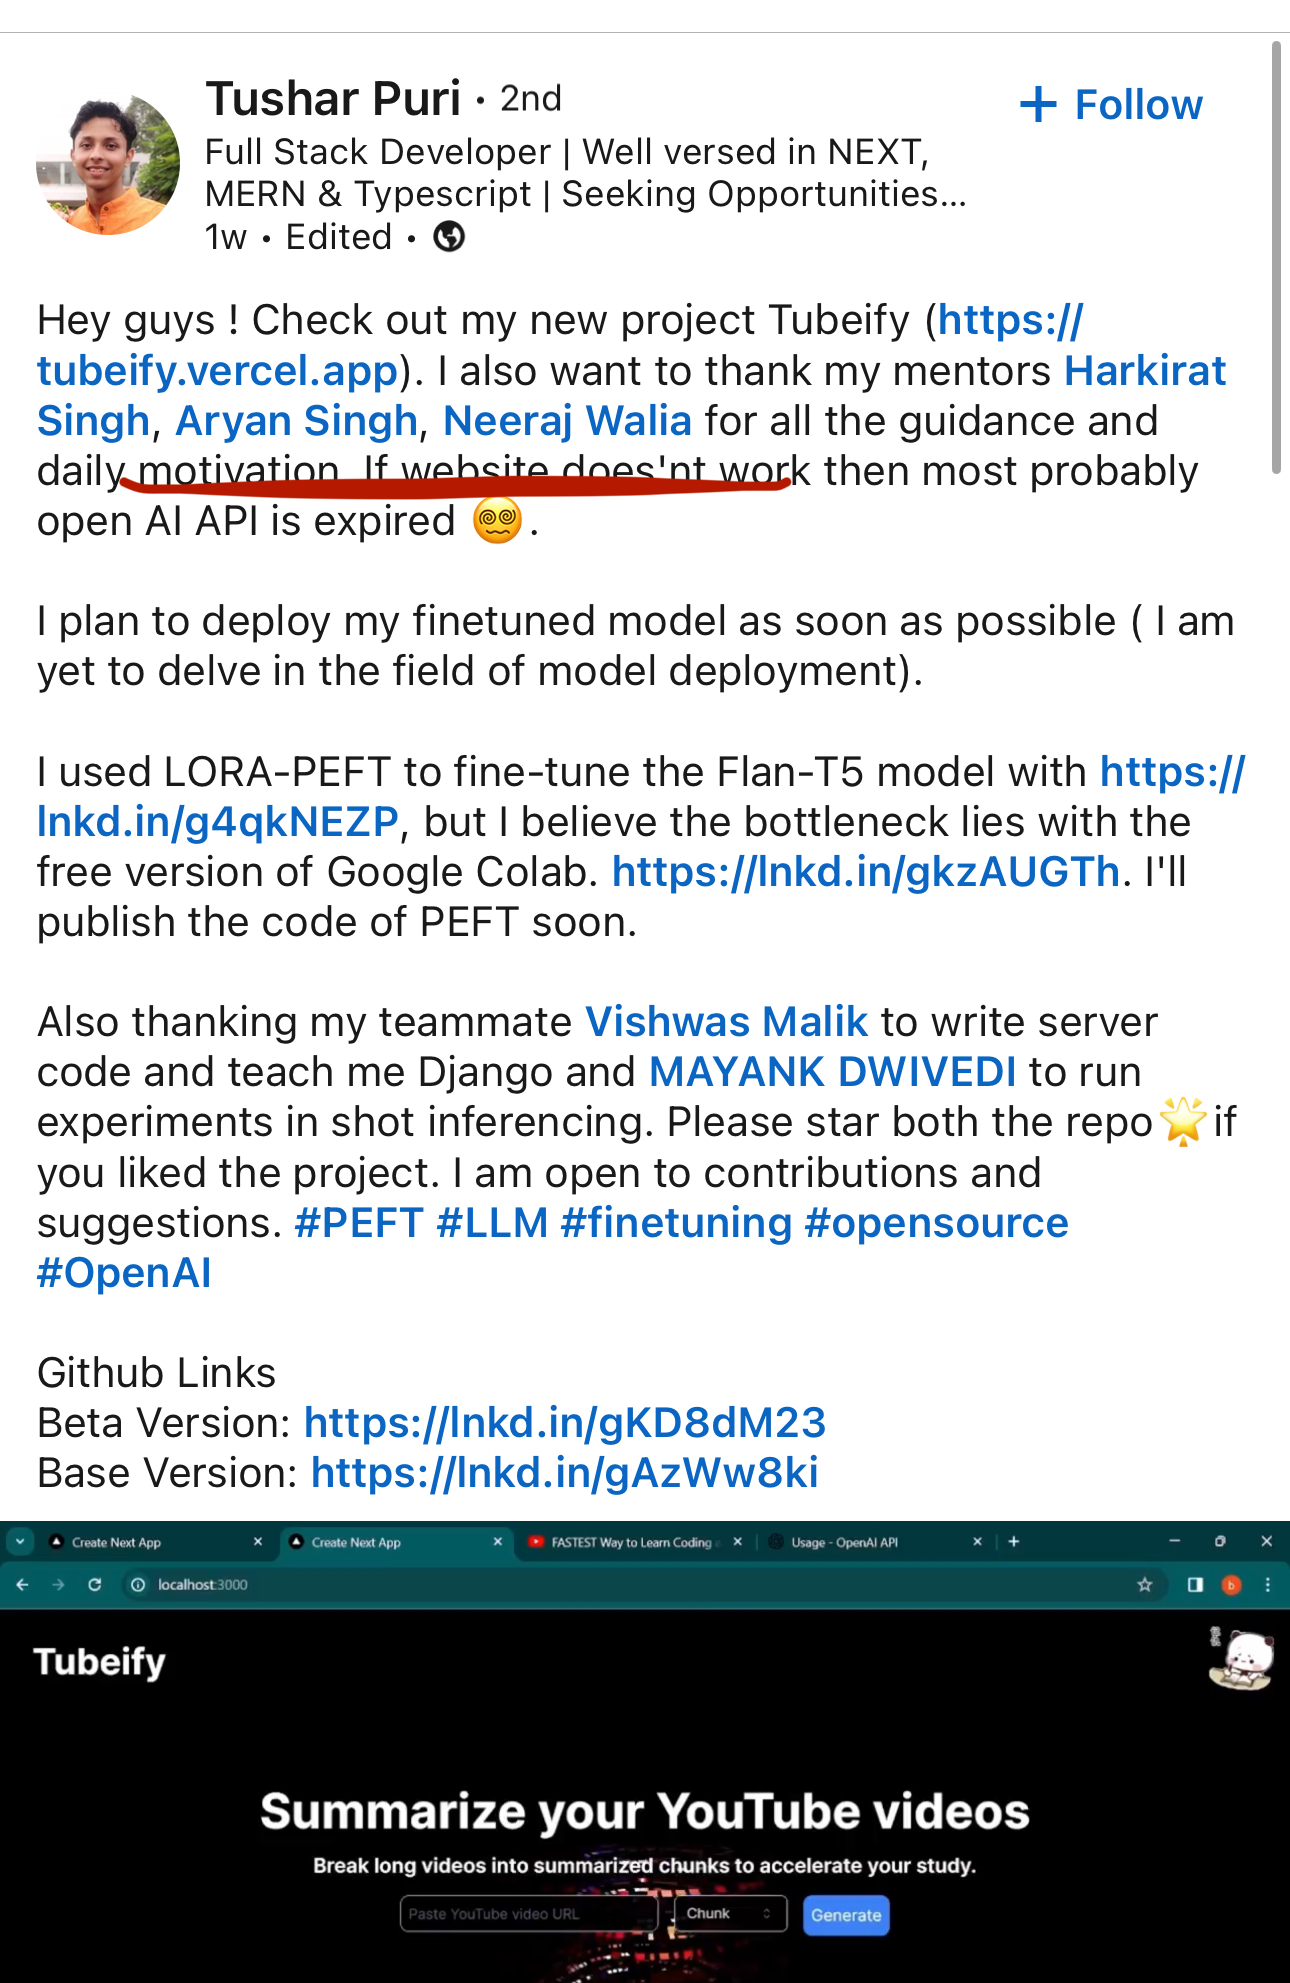 Tushar Puri • 2nd
+ Follow
Full Stack Developer | Well versed in NEXT,
MERN & Typescript | Seeking Opportunities...
1w • Edited •
Hey guys ! Check out my new project Tubeify (https://
tubeify.vercel.app). I also want to thank my mentors Harkirat
Singh, Aryan Singh, Neeraj Walia for all the guidance and
daily motivation. If website does'nt work then most probably
open AI API is expired 😵‍💫.
I plan to deploy my finetuned model as soon as possible ( I am
yet to delve in the field of model deployment).
I used LORA-PEFT to fine-tune the Flan-T5 model with https://
lnkd.in/g4qkNEZP, but I believe the bottleneck lies with the
free version of Google Colab. https://lnkd.in/gkzAUGTh. I'll
publish the code of PEFT soon.
Also thanking my teammate Vishwas Malik to write server
code and teach me Django and MAYANK DWIVEDI to run
experiments in shot inferencing. Please star both the repo🌟if
you liked the project. I am open to contributions and
suggestions. #PEFT #LLM #finetuning #opensource
#OpenAI
Github Links
Beta Version: https://lnkd.in/gKD8dM23
Base Version: https://lnkd.in/gAzWw8ki
Create Next App
Create Next App
FASTEST Way to Learn Coding
Usage - OpenAI API
localhost:3000
b
Tubeify
Summarize your YouTube videos
Break long videos into summarized chunks to accelerate your study.
Paste YouTube video URL
Chunk
Generate